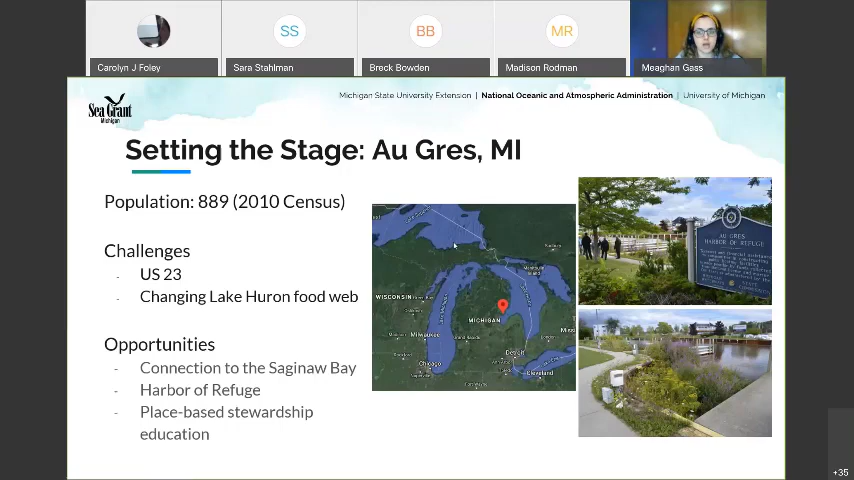 SS
BB
MR
Carolyn J Foley
Sara Stahlman
Breck Bowden
Madison Rodman
Meaghan Gass
Sea Grant
Michigan
Michigan State University Extension | National Oceanic and Atmospheric Administration | University of Michigan
Setting the Stage: Au Gres, MI
Population: 889 (2010 Census)
Challenges
- US 23
- Changing Lake Huron food web
Opportunities
- Connection to the Saginaw Bay
- Harbor of Refuge
- Place-based stewardship
education
WISCONSIN
MICHIGAN
Milwaukee
Detroit
Chicago
Cleveland
AU GRES
HARBOR OF REFUGE
+35